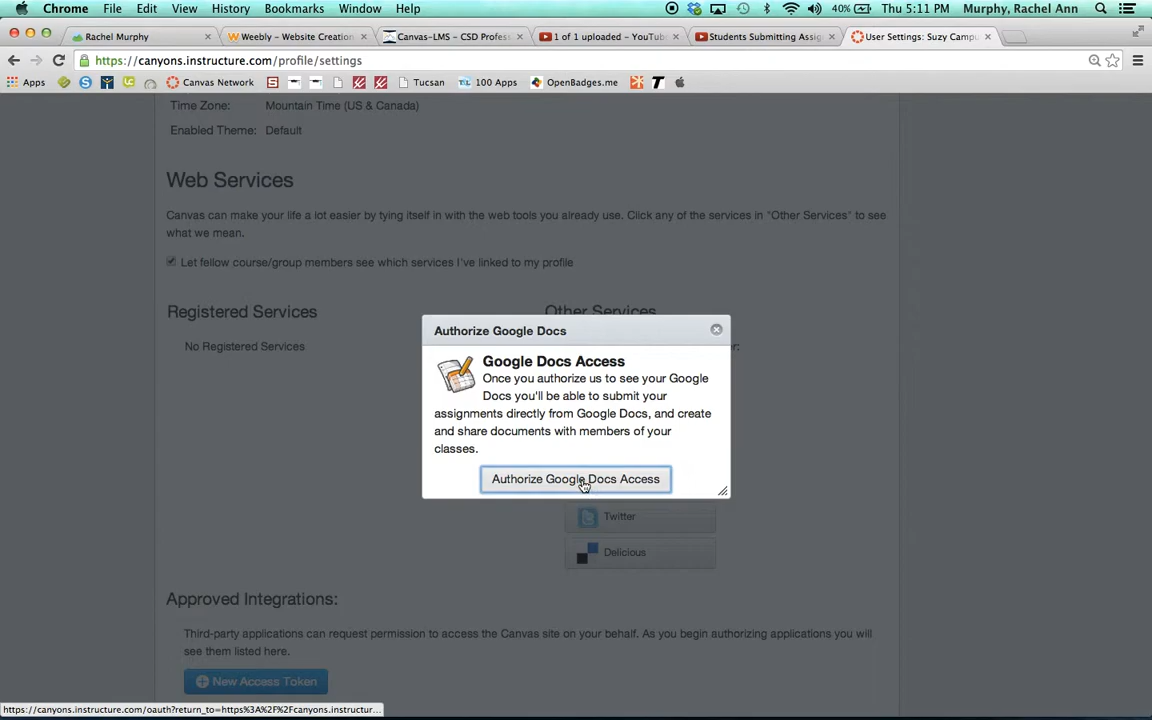 Chrome File Edit View History Bookmarks Window Help 40% Thu 5:11 PM Murphy, Rachel Ann
Rachel Murphy Weebly - Website Creation Canvas-LMS - CSD Profess 1 of 1 uploaded - YouTube Students Submitting Assig User Settings: Suzy Campu
https://canyons.instructure.com/profile/settings
Apps Canvas Network Tucsan 100 Apps OpenBadges.me
Time Zone: Mountain Time (US & Canada)
Enabled Theme: Default
Web Services
Canvas can make your life a lot easier by tying itself in with the web tools you already use. Click any of the services in "Other Services" to see
what we mean.
Let fellow course/group members see which services I've linked to my profile
Registered Services Other Services
No Registered Services
Authorize Google Docs
Google Docs Access
Once you authorize us to see your Google
Docs you'll be able to submit your
assignments directly from Google Docs, and create
and share documents with members of your
classes.
Authorize Google Docs Access
Twitter
Delicious
Approved Integrations:
Third-party applications can request permission to access the Canvas site on your behalf. As you begin authorizing applications you will
see them listed here.
New Access Token
https://canyons.instructure.com/oauth?return_to=https%3A%2F%2Fcanyons.instructur...